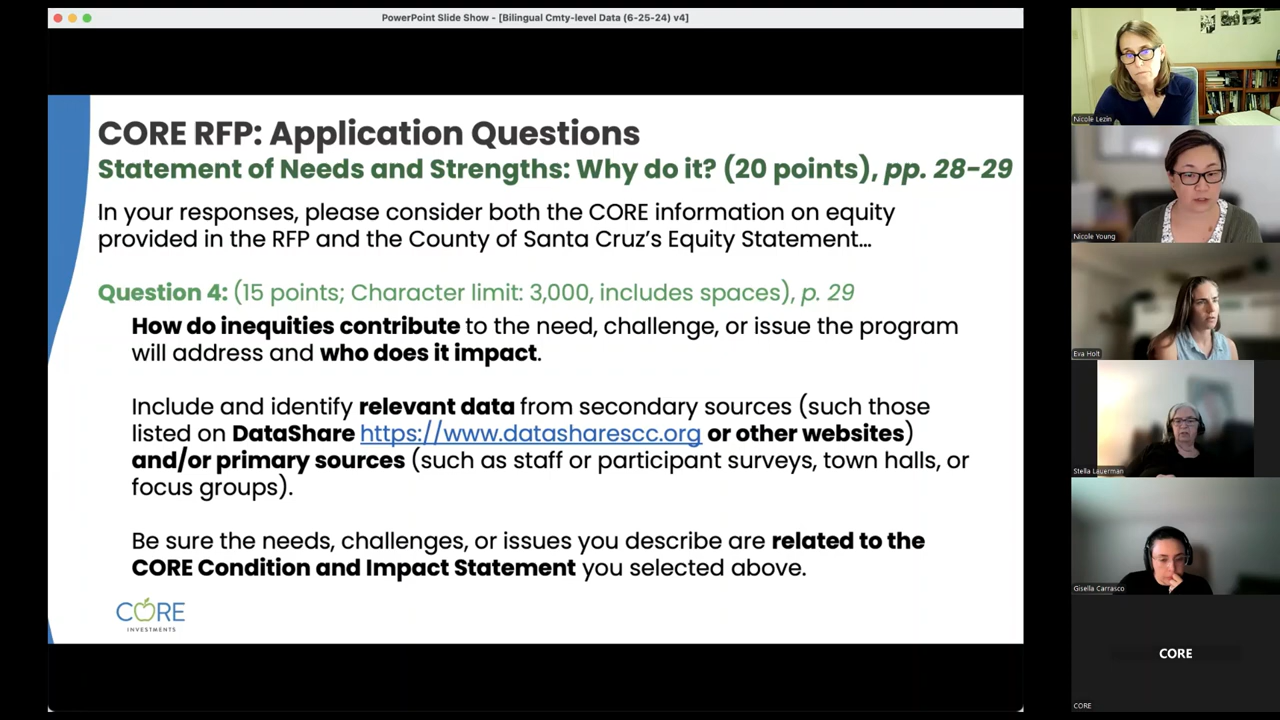 PowerPoint Slide Show - [Bilingual Cmty-level Data (6-25-24) v4]
CORE RFP: Application Questions
Statement of Needs and Strengths: Why do it? (20 points), pp. 28-29
In your responses, please consider both the CORE information on equity
provided in the RFP and the County of Santa Cruz's Equity Statement...
Question 4: (15 points; Character limit: 3,000, includes spaces), p. 29
How do inequities contribute to the need, challenge, or issue the program
will address and who does it impact.
Include and identify relevant data from secondary sources (such those
listed on DataShare https://www.datasharescc.org or other websites)
and/or primary sources (such as staff or participant surveys, town halls, or
focus groups).
Be sure the needs, challenges, or issues you describe are related to the
CORE Condition and Impact Statement you selected above.
CORE
INVESTMENTS
Nicole Lezin
Nicole Young
Eva Holt
Stella Lauerman
Gisella Carrasco
CORE
CORE